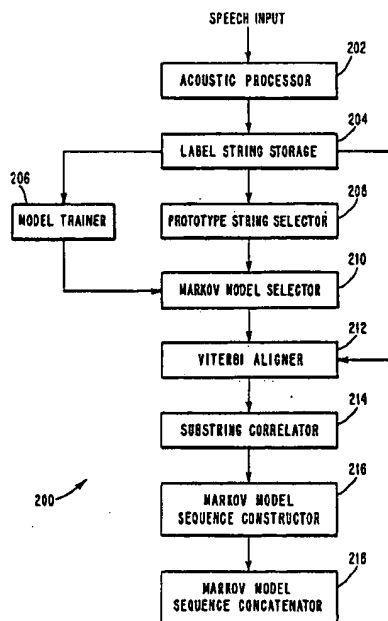 SPEECH INPUT
202
ACOUSTIC PROCESSOR
204
LABEL STRING STORAGE
206
MODEL TRAINER
208
PROTOTYPE STRING SELECTOR
210
MARKOV MODEL SELECTOR
212
VITERBI ALIGNER
214
SUBSTRING CORRELATOR
216
MARKOV MODEL
SEQUENCE CONSTRUCTOR
200
218
MARKOV MODEL
SEQUENCE CONCATENATOR